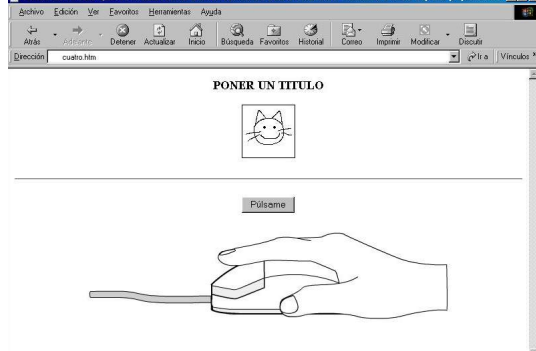 Archivo Edición Ver Favoritos Herramientas Ayuda
Atrás Adelante Detener Actualizar Inicio Búsqueda Favoritos Historial Correo Imprimir Modificar Discutir
Dirección cuatro.htm Ir a Vínculos
PONER UN TITULO
Púlsame